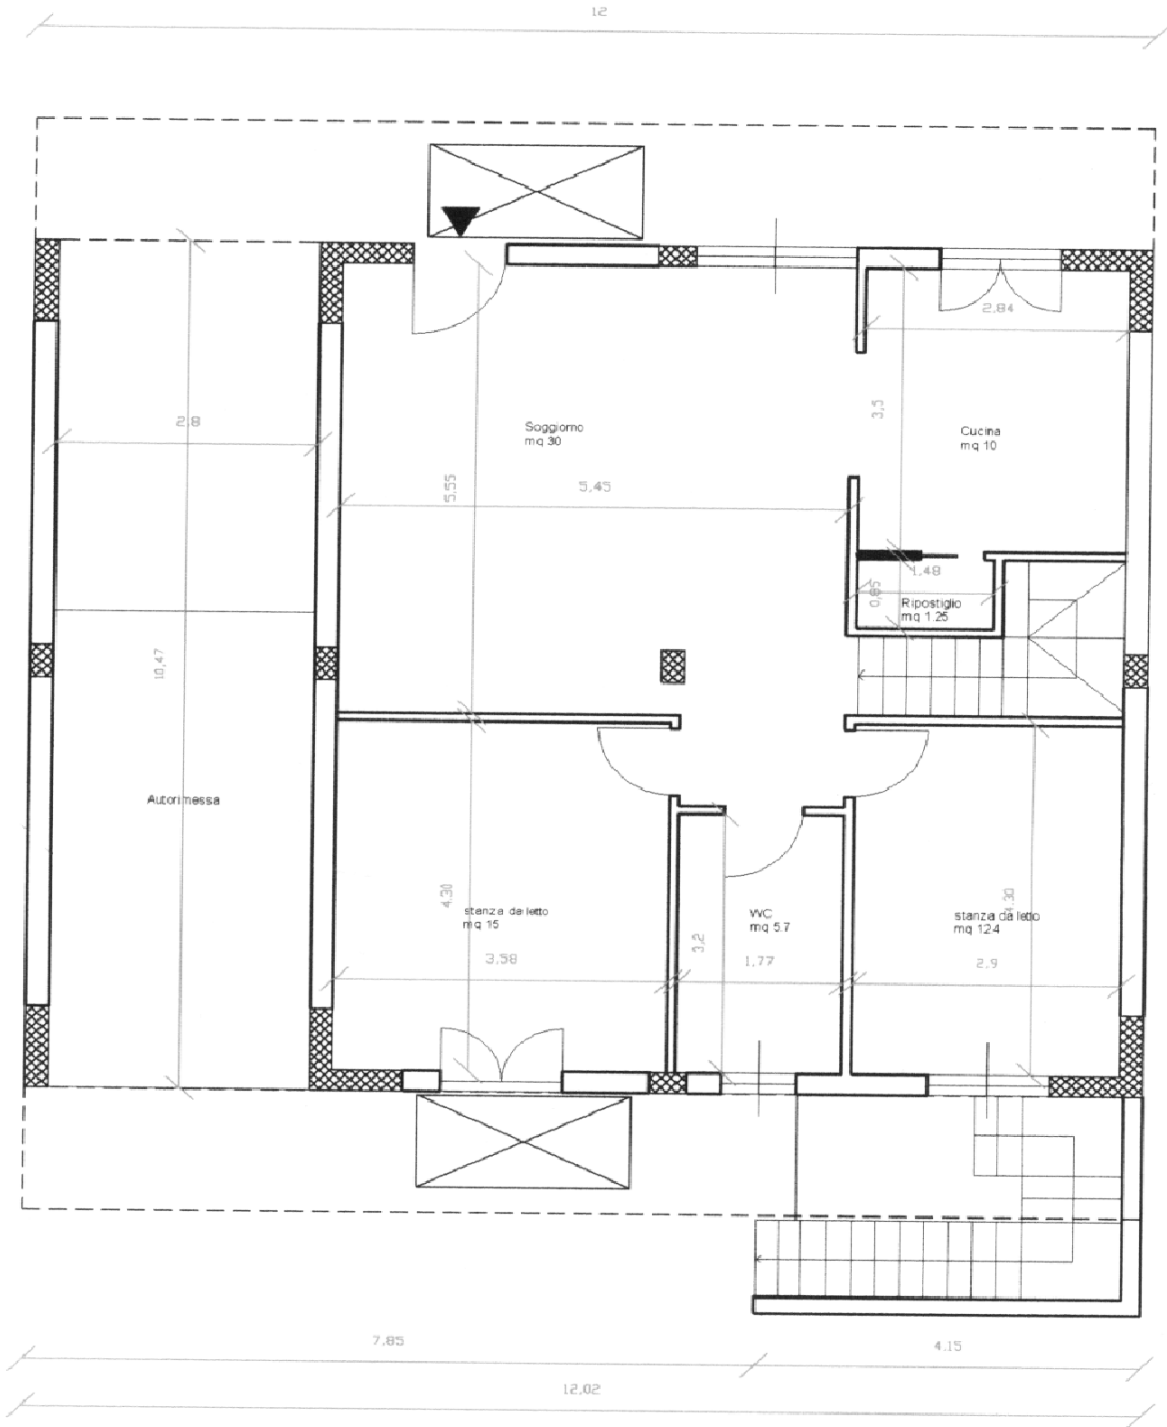 12
2.84
2.8
3,5
Soggiorno
mq 30
Cucina
mq 10
5,55
5,45
1,48
0,85
Ripostiglio
mq 1.25
Autorimessa
4.30
4.30
stanza da letto
mq 15
WC
mq 5.7
stanza da letto
mq 12.4
3,2
3,58
1,77
2,9
7,85
4.15
12,02